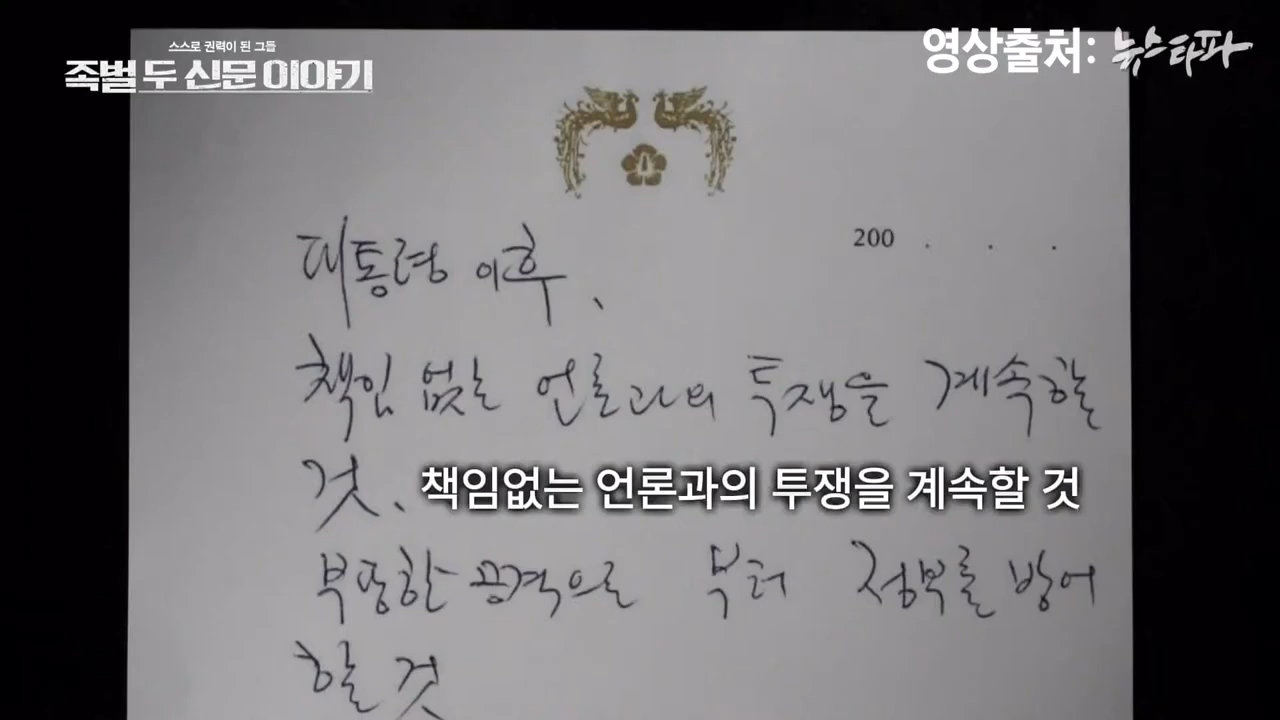 스스로 권력이 된 그들
족벌 두 신문 이야기
영상출처: 뉴스타파
200 . . .
대통령 이후,
책임 없는 언론과의 투쟁을 계속할
것.
책임없는 언론과의 투쟁을 계속할 것
부당한 공격으로 부터 정부를 방어
할 것